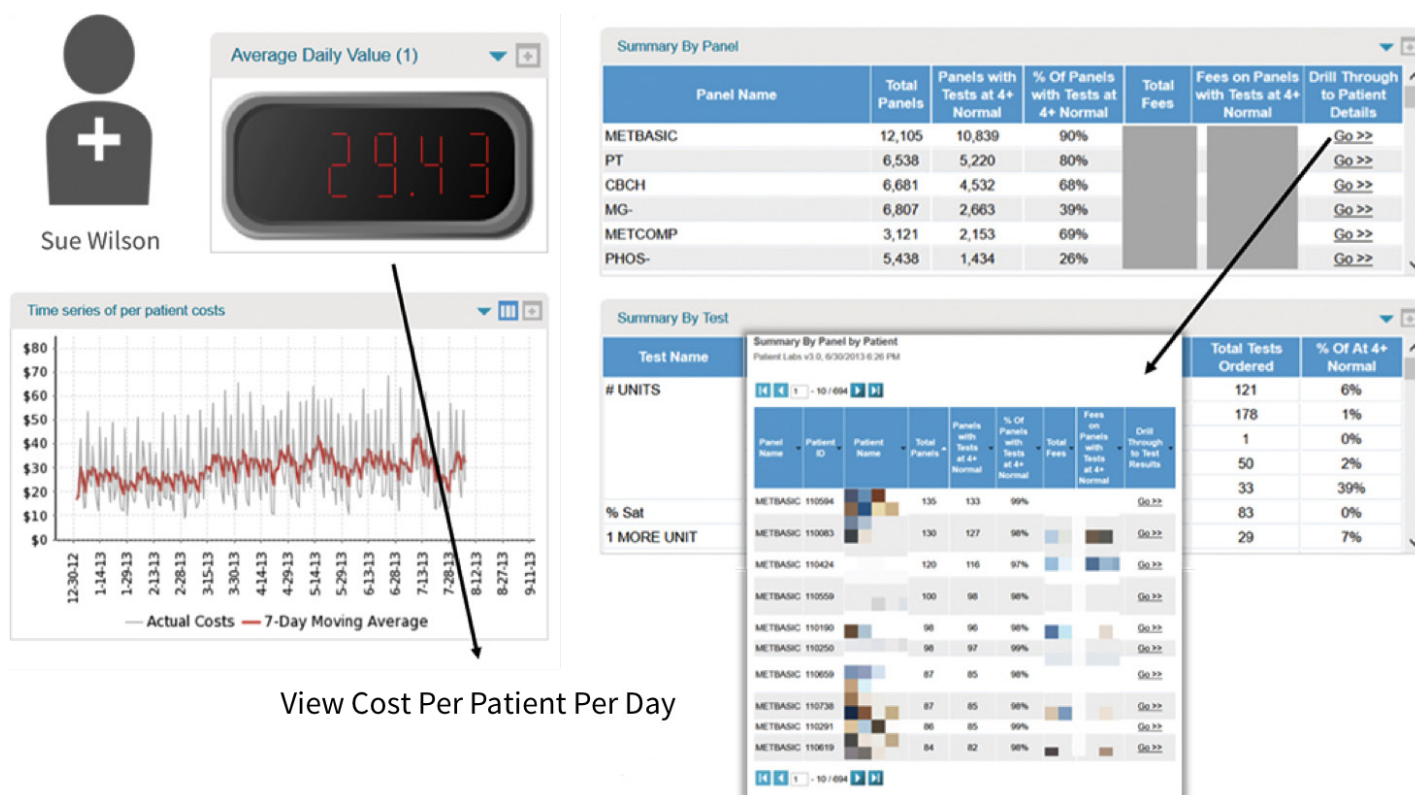 Sue Wilson
Average Daily Value (1)
29.43
Time series of per patient costs
$80
$70
$60
$50
$40
$30
$20
$10
$0
12-30-12
1-14-13
1-29-13
2-13-13
2-28-13
3-15-13
3-30-13
4-14-13
4-29-13
5-14-13
5-29-13
6-13-13
6-28-13
7-13-13
7-28-13
8-12-13
8-27-13
9-11-13
Actual Costs 7-Day Moving Average
View Cost Per Patient Per Day
Summary By Panel
Panel Name Total Panels Panels with Tests at 4+ Normal % Of Panels with Tests at 4+ Normal Total Fees Fees on Panels with Tests at 4+ Normal Drill Through to Patient Details
METBASIC 12,105 10,839 90% Go >>
PT 6,538 5,220 80% Go >>
CBCH 6,681 4,532 68% Go >>
MG- 6,807 2,663 39% Go >>
METCOMP 3,121 2,153 69% Go >>
PHOS- 5,438 1,434 26% Go >>
Summary By Test
Test Name Total Tests Ordered % Of At 4+ Normal
# UNITS 121 6%
178 1%
1 0%
50 2%
33 39%
% Sat 83 0%
1 MORE UNIT 29 7%
Summary By Panel by Patient
Patient Labs v3.0, 6/30/2013 6:26 PM
1 - 10 / 694
Panel Name Patient ID Patient Name Total Panels Panels with Tests at 4+ Normal % Of Panels with Tests at 4+ Normal Total Fees Fees on Panels with Tests at 4+ Normal Drill Through to Test Results
METBASIC 110594 135 133 99% Go >>
METBASIC 110083 130 127 98% Go >>
METBASIC 110424 120 116 97% Go >>
METBASIC 110559 100 98 98% Go >>
METBASIC 110190 98 96 98% Go >>
METBASIC 110250 98 97 99% Go >>
METBASIC 110659 87 85 98% Go >>
METBASIC 110738 87 85 98% Go >>
METBASIC 110291 86 85 99% Go >>
METBASIC 110619 84 82 98% Go >>
1 - 10 / 694